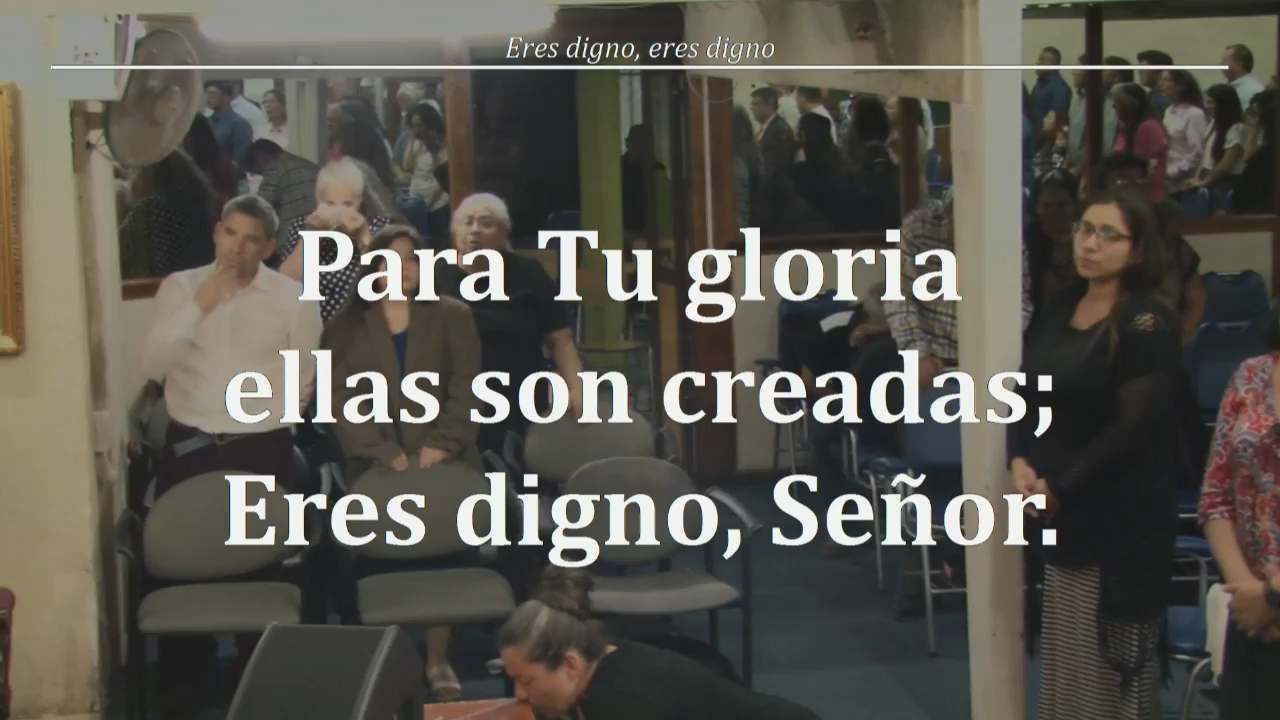 Eres digno, eres digno
Para Tu gloria
ellas son creadas;
Eres digno, Señor.